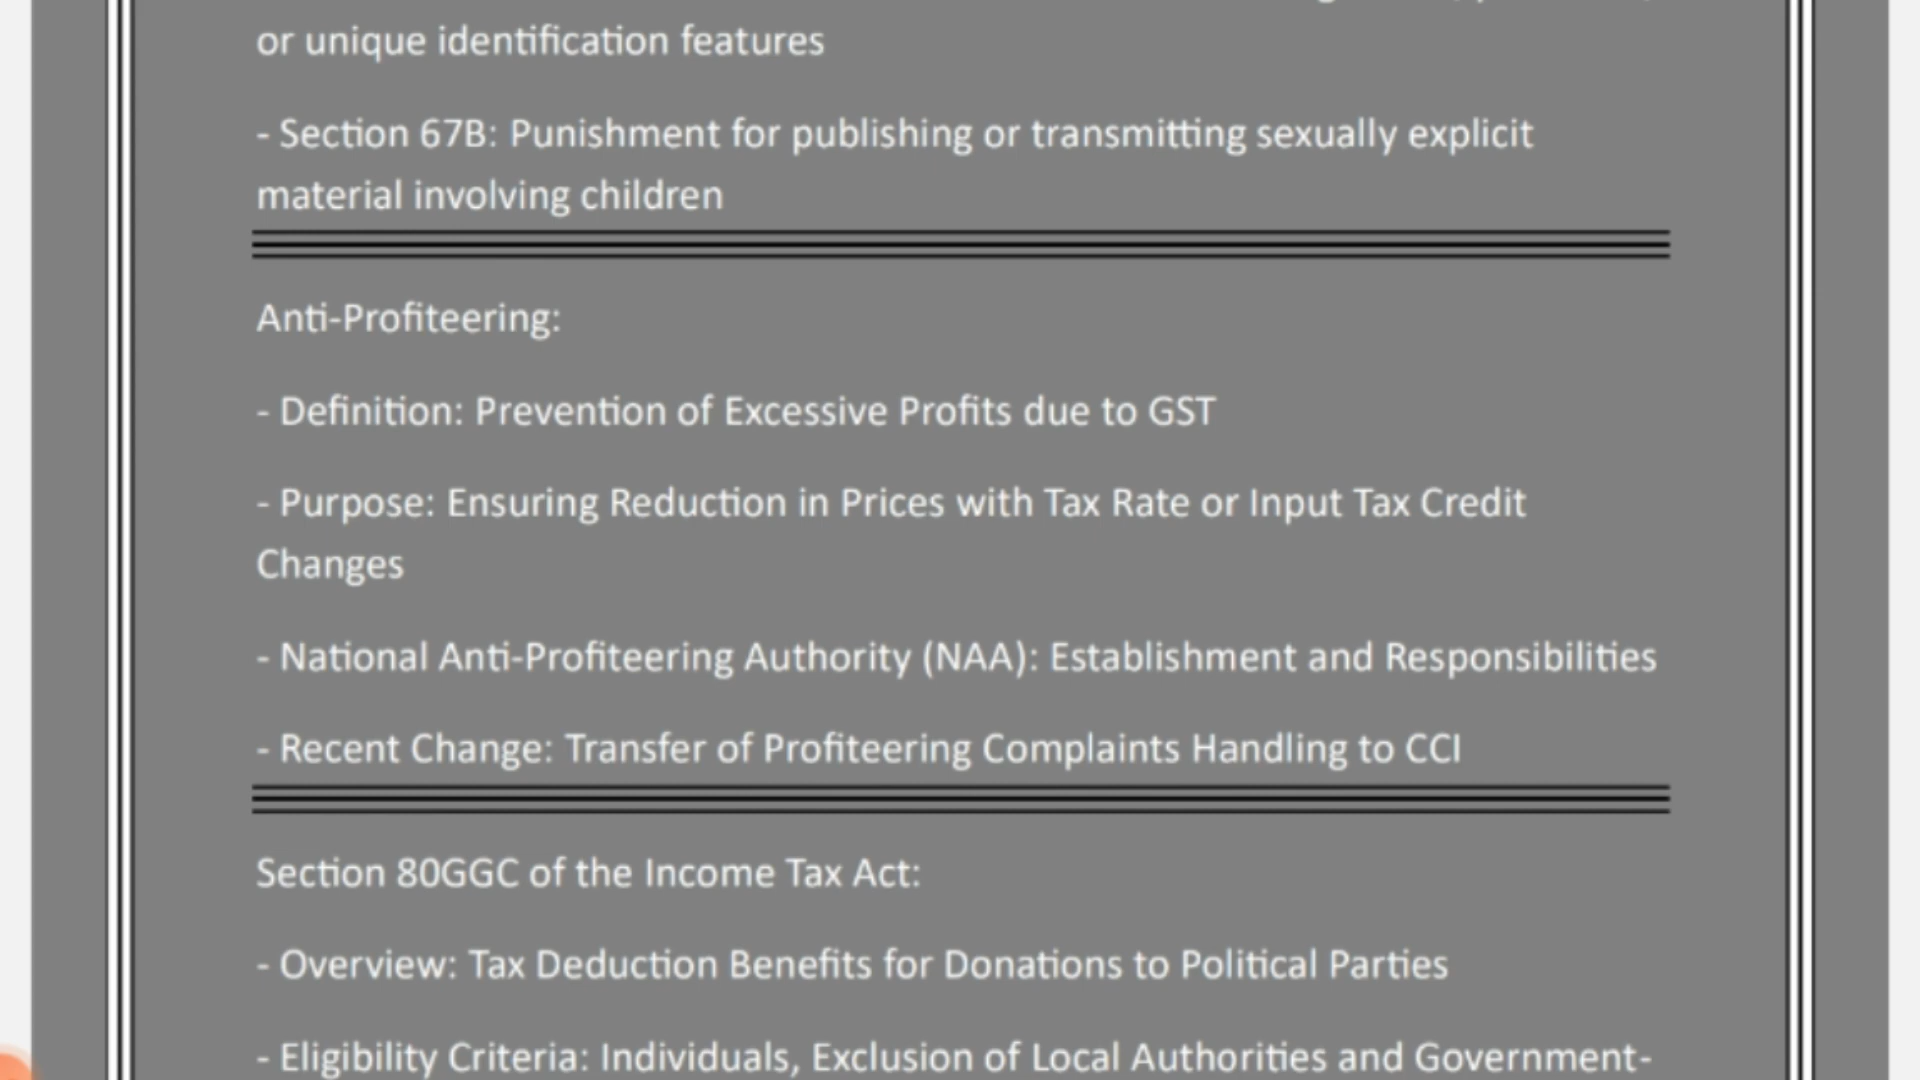 or unique identification features
- Section 67B: Punishment for publishing or transmitting sexually explicit
material involving children
Anti-Profiteering:
- Definition: Prevention of Excessive Profits due to GST
- Purpose: Ensuring Reduction in Prices with Tax Rate or Input Tax Credit
Changes
- National Anti-Profiteering Authority (NAA): Establishment and Responsibilities
- Recent Change: Transfer of Profiteering Complaints Handling to CCI
Section 80GGC of the Income Tax Act:
- Overview: Tax Deduction Benefits for Donations to Political Parties
- Eligibility Criteria: Individuals, Exclusion of Local Authorities and Government-